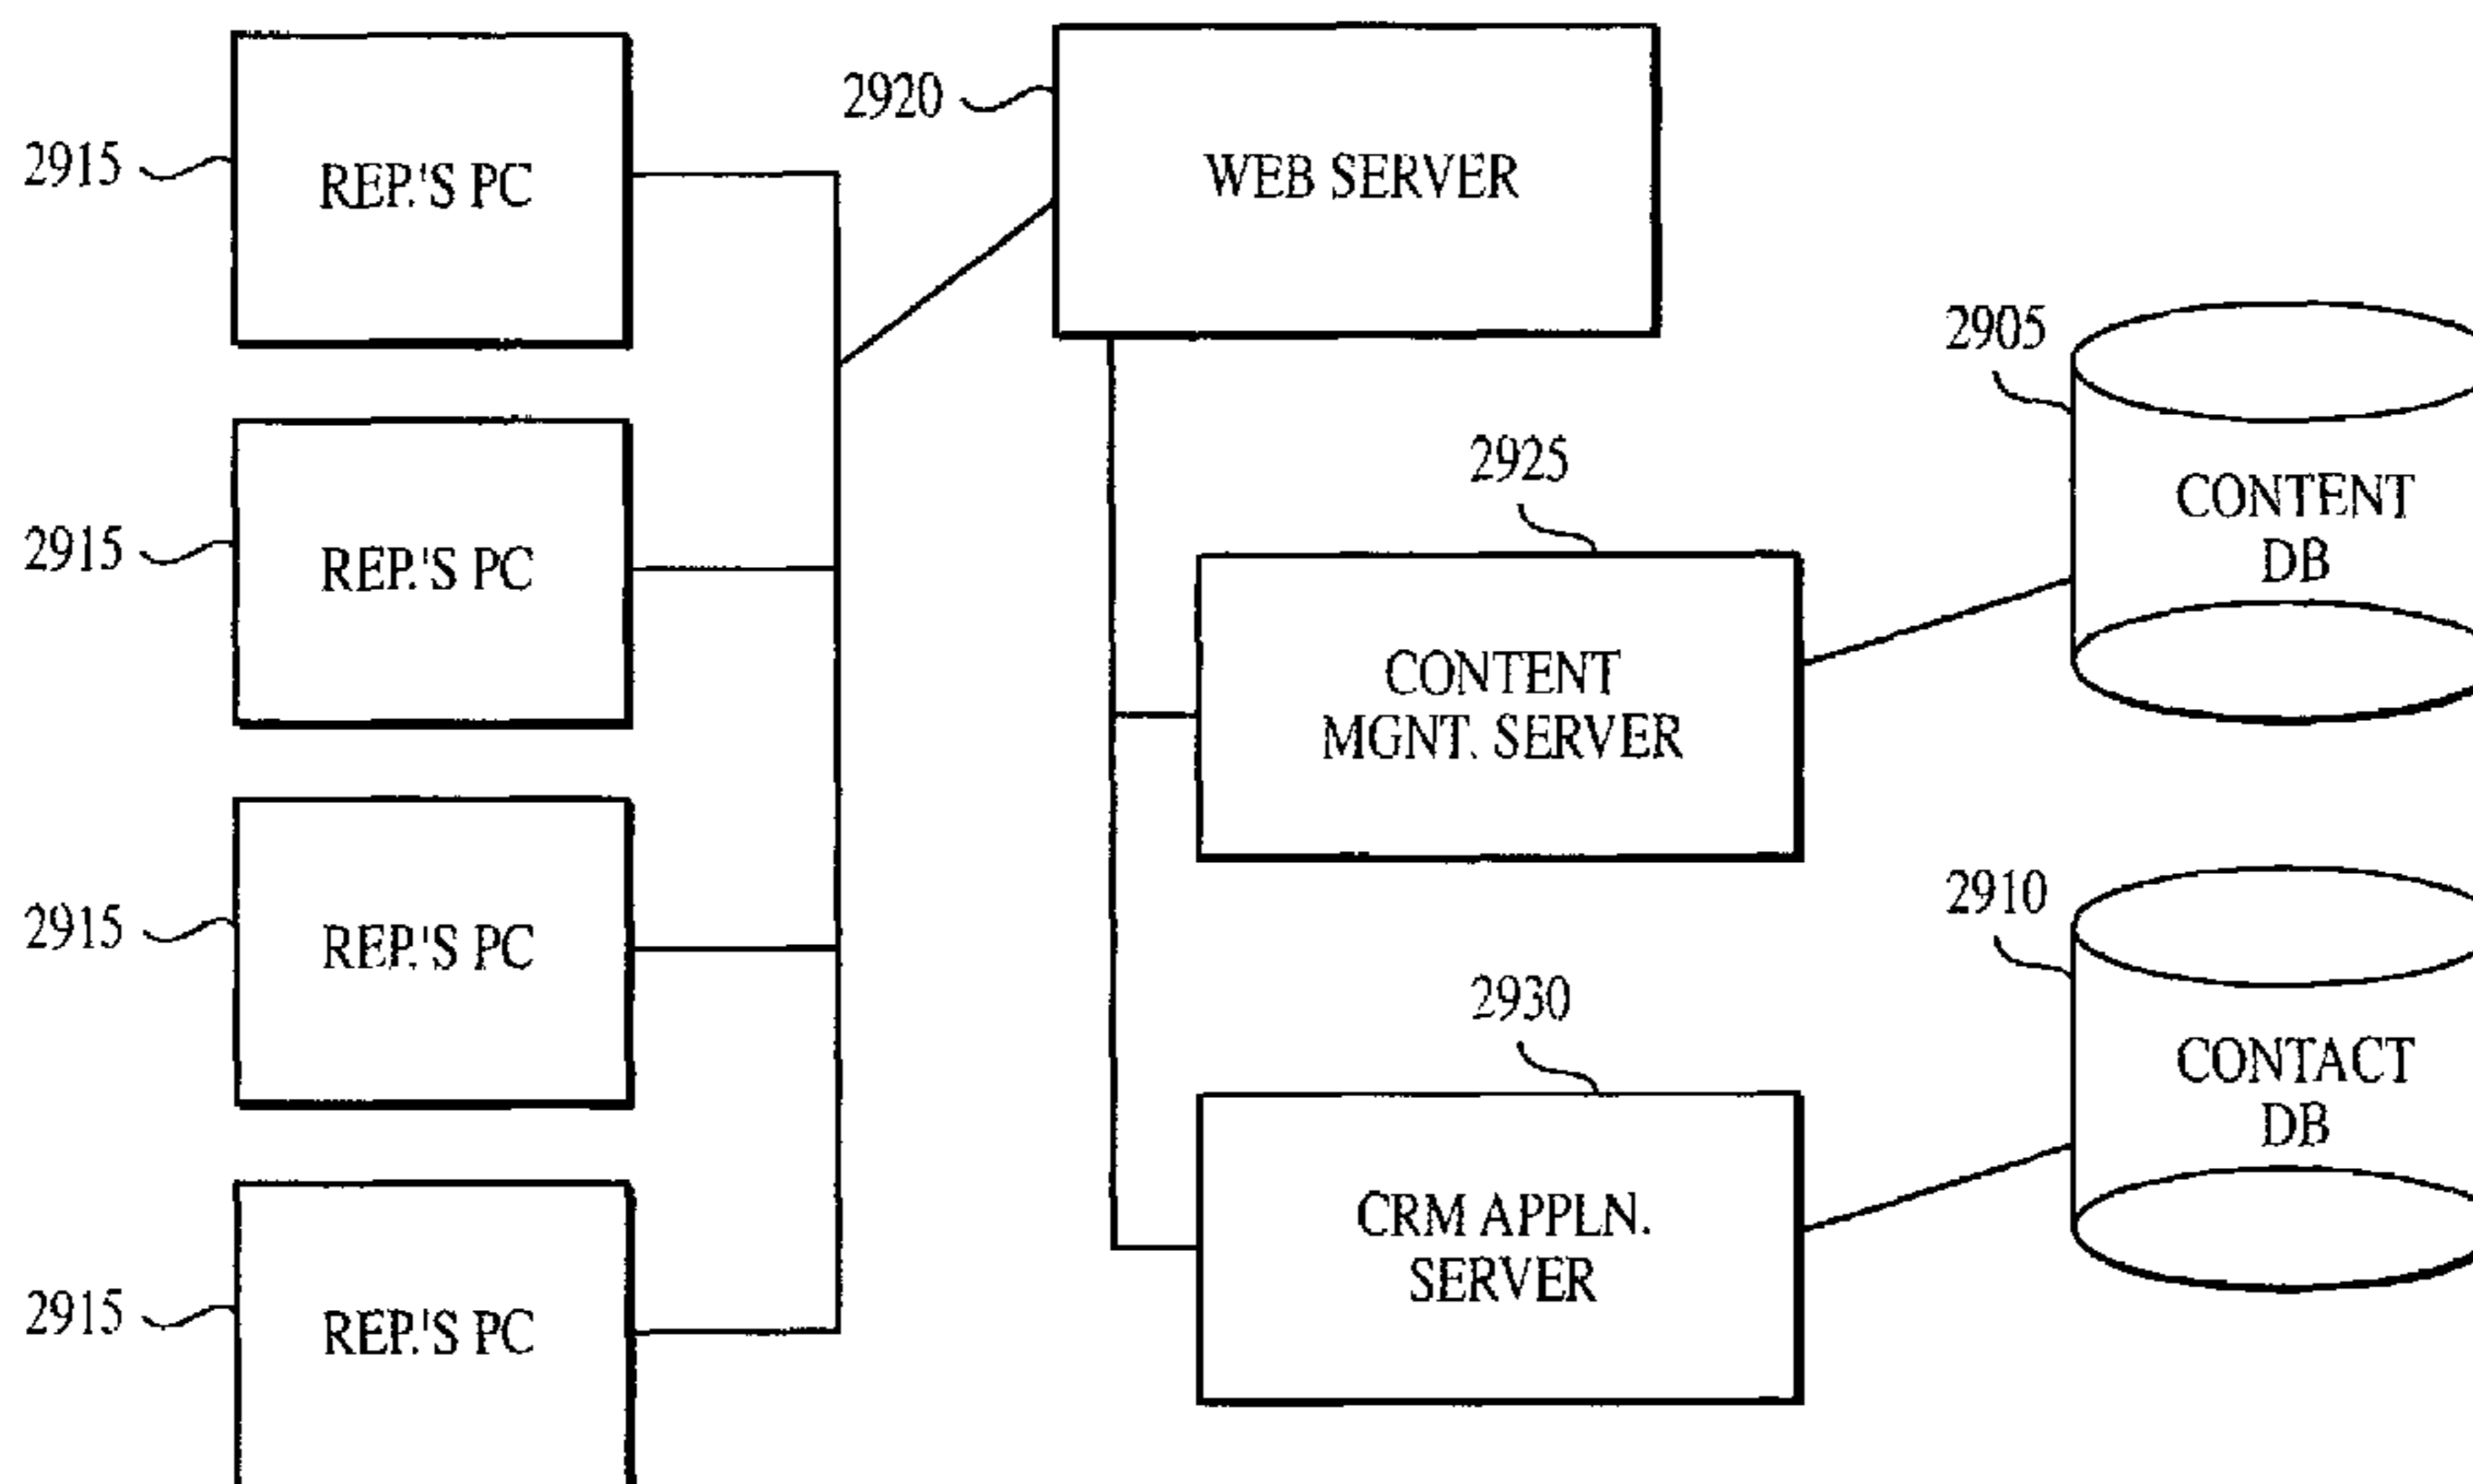 2915
REP.'S PC
2920
WEB SERVER
2915
REP.'S PC
2915
REP.'S PC
2915
REP.'S PC
2925
CONTENT
MGNT. SERVER
2905
CONTENT
DB
2930
CRM APPLN.
SERVER
2910
CONTACT
DB